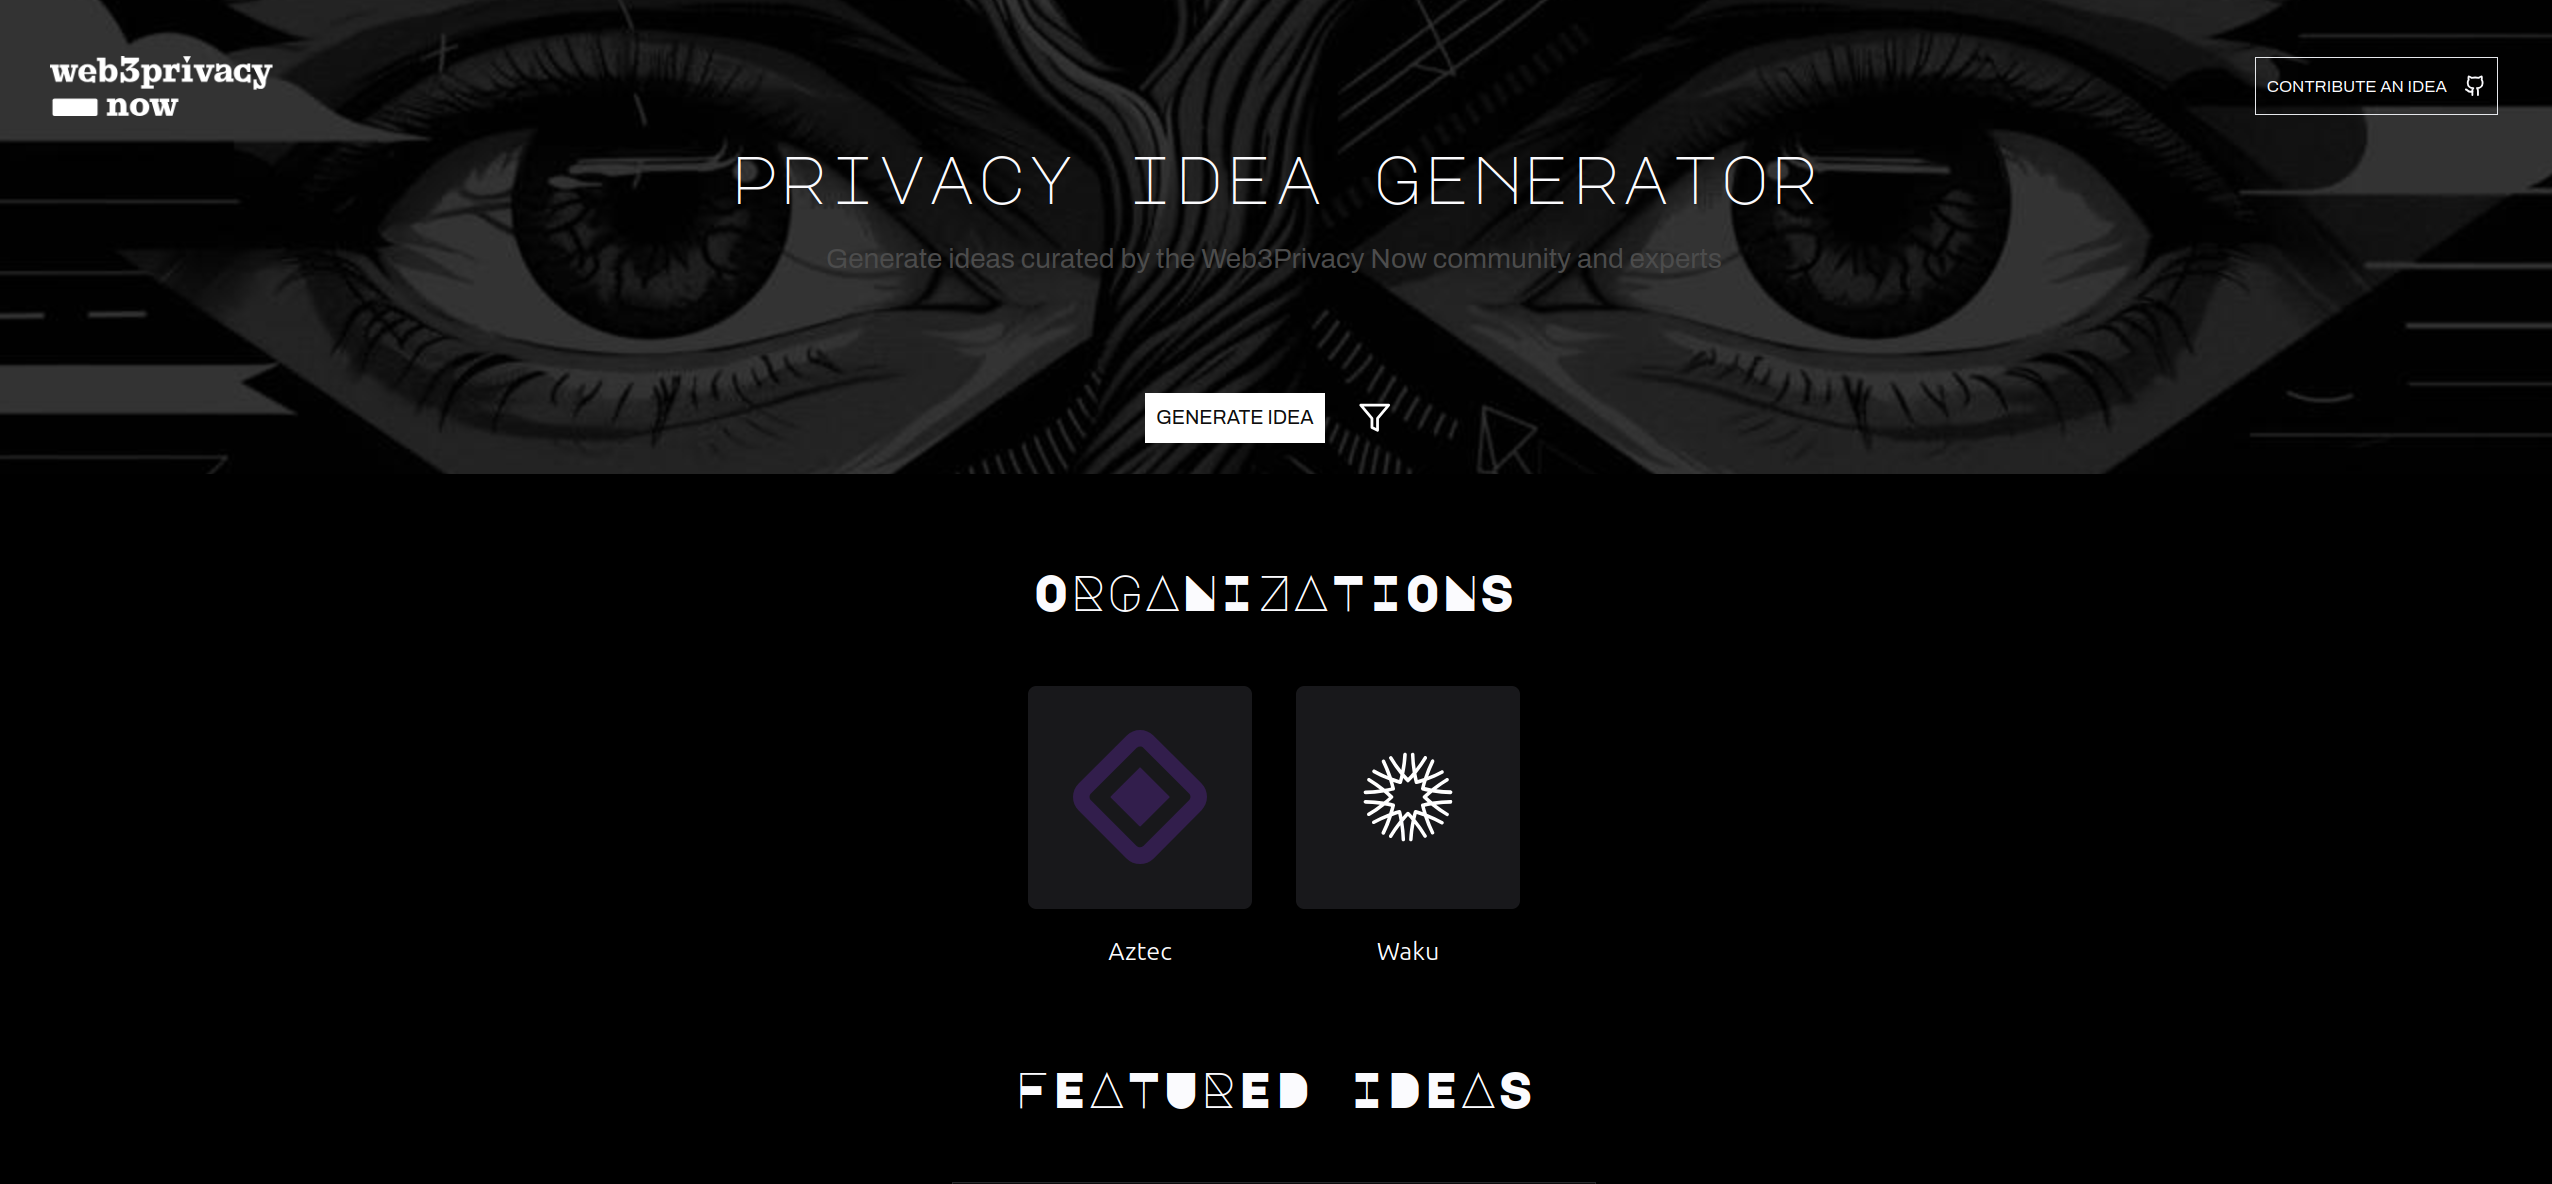 web3privacy
now
CONTRIBUTE AN IDEA
PRIVACY IDEA GENERATOR
Generate ideas curated by the Web3Privacy Now community and experts
GENERATE IDEA
ORGANIZATIONS
Aztec
Waku
FEATURED IDEAS